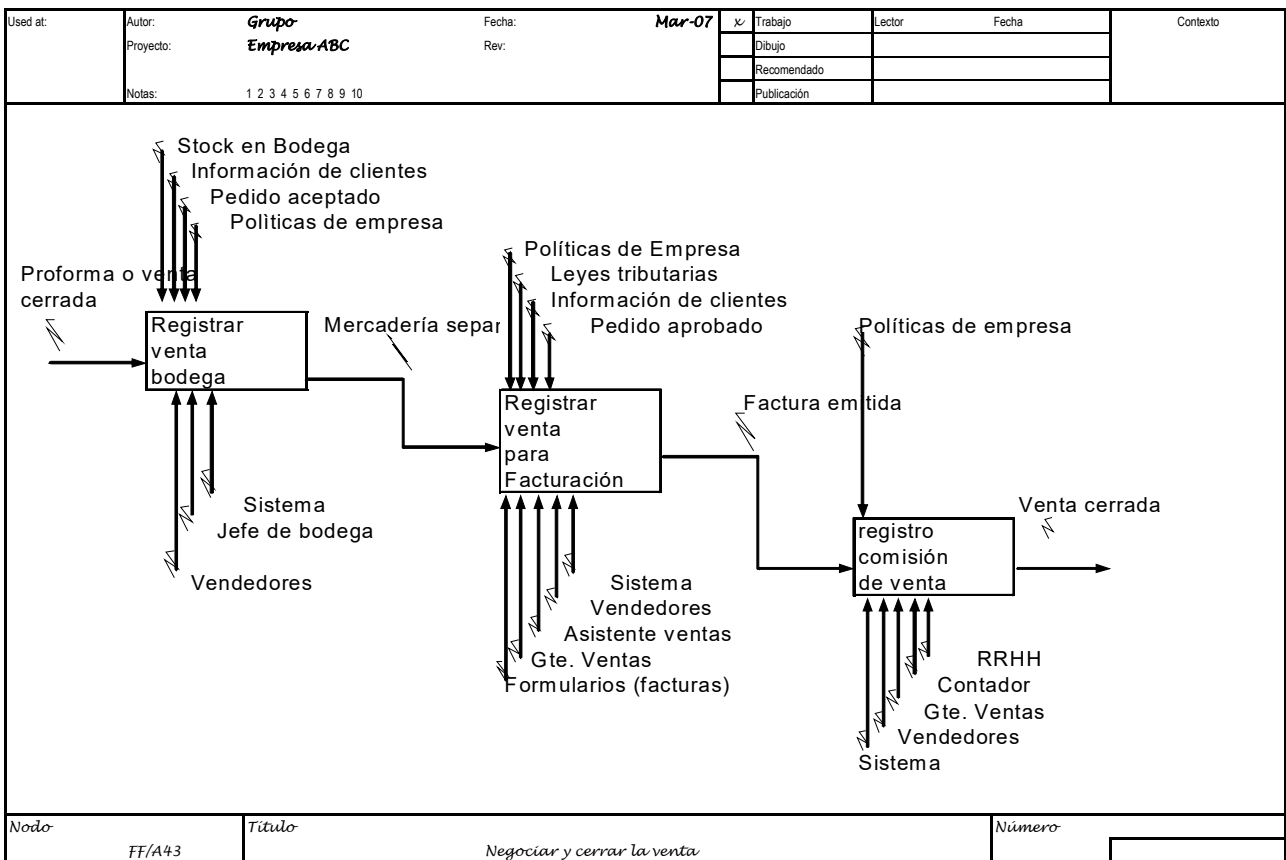 Used at:
Autor:
Grupo
Fecha:
Mar-07
x
Trabajo
Lector
Fecha
Contexto
Proyecto:
Empresa ABC
Rev:
Dibujo
Recomendado
Notas:
1 2 3 4 5 6 7 8 9 10
Publicación
Stock en Bodega
Información de clientes
Pedido aceptado
Polìticas de empresa
Proforma o venta
cerrada
Registrar
venta
bodega
Mercadería separ
Sistema
Jefe de bodega
Vendedores
Políticas de Empresa
Leyes tributarias
Información de clientes
Pedido aprobado
Registrar
venta
para
Facturación
Factura emitida
Sistema
Vendedores
Asistente ventas
Gte. Ventas
Formularios (facturas)
Políticas de empresa
registro
comisión
de venta
Venta cerrada
RRHH
Contador
Gte. Ventas
Vendedores
Sistema
Nodo
FF/A43
Título
Negociar y cerrar la venta
Número